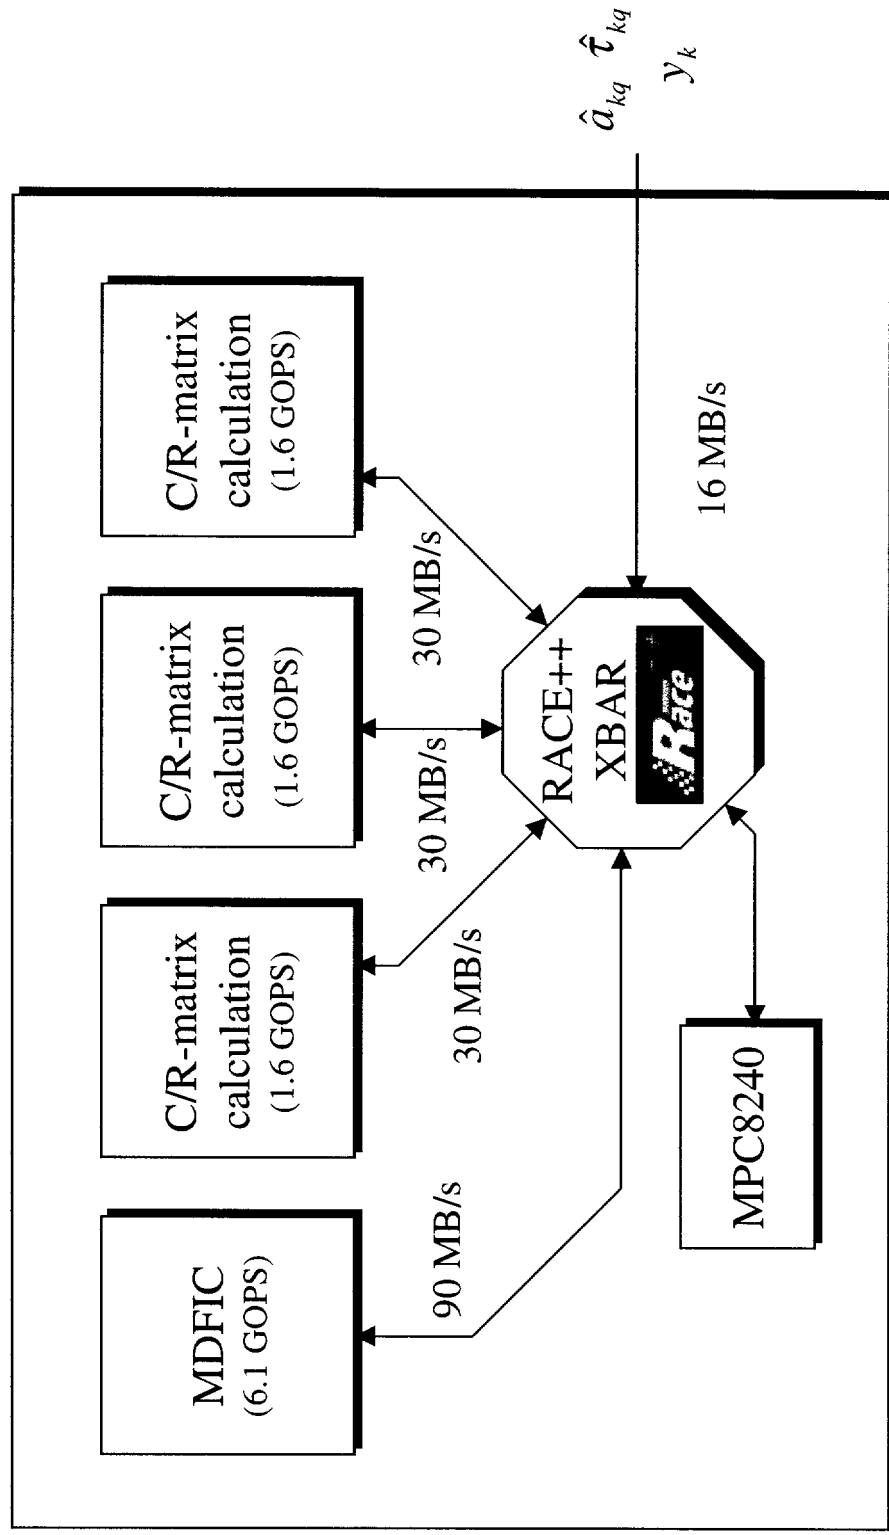 MDFIC
(6.1 GOPS)
C/R-matrix
calculation
(1.6 GOPS)
C/R-matrix
calculation
(1.6 GOPS)
C/R-matrix
calculation
(1.6 GOPS)
90 MB/s
30 MB/s
30 MB/s
30 MB/s
RACE++
XBAR
Race
MPC8240
16 MB/s
â_kq τ̂_kq
y_k